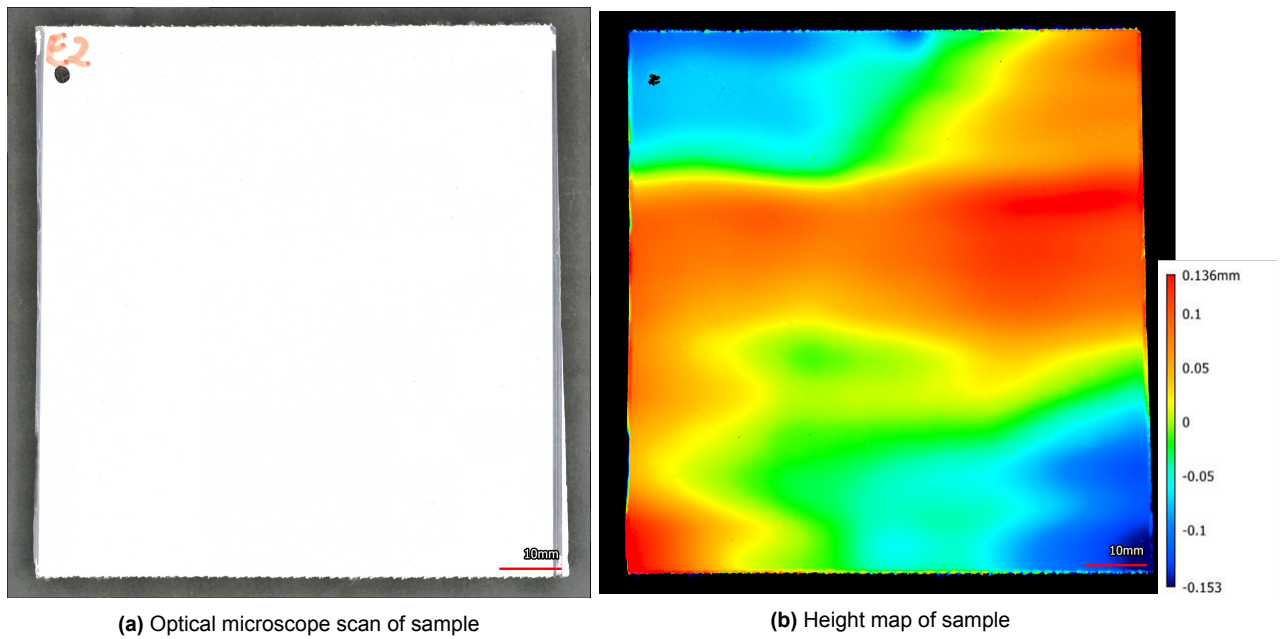 E2
10mm
10mm
0.136mm
0.1
0.05
0
-0.05
-0.1
-0.153
(a) Optical microscope scan of sample
(b) Height map of sample